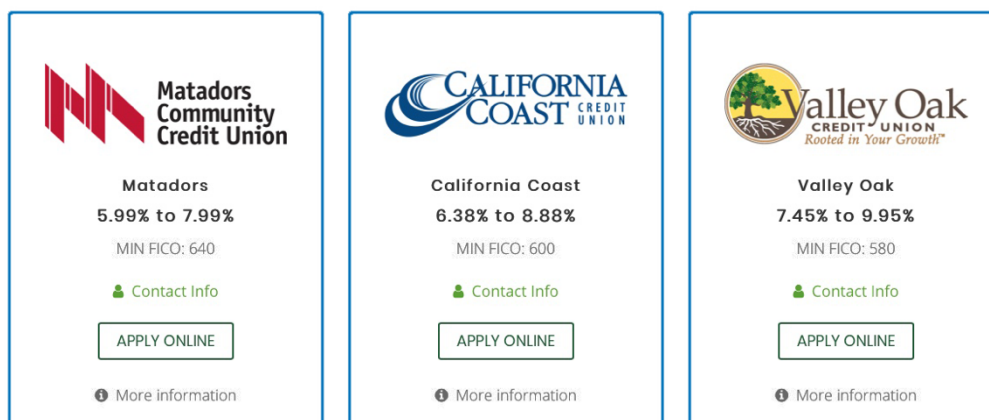 Matadors
Community
Credit Union
Matadors
5.99% to 7.99%
MIN FICO: 640
Contact Info
APPLY ONLINE
More information
CALIFORNIA
COAST CREDIT
UNION
California Coast
6.38% to 8.88%
MIN FICO: 600
Contact Info
APPLY ONLINE
More information
Valley Oak
CREDIT UNION
Rooted in Your Growth™
Valley Oak
7.45% to 9.95%
MIN FICO: 580
Contact Info
APPLY ONLINE
More information